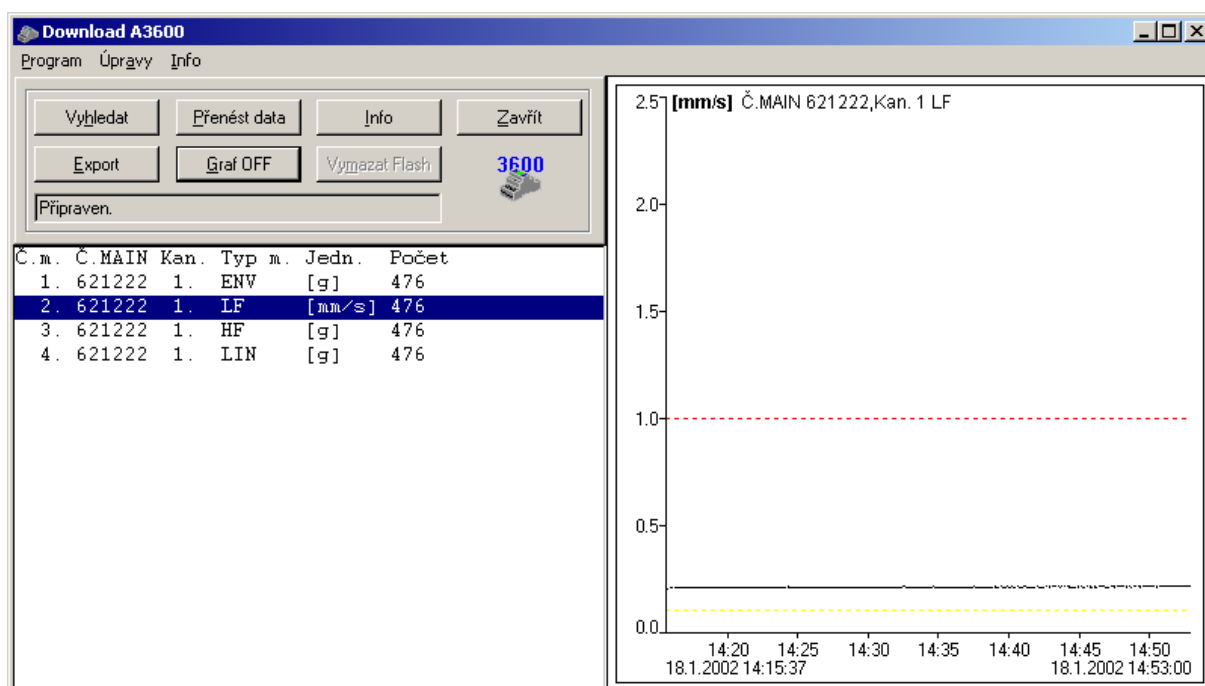 Download A3600
Program Úpravy Info
Vyhledat Přenést data Info Zavřít
Export Graf OFF Vymazat Flash 3600
Připraven.
Č.m. Č.MAIN Kan. Typ m. Jedn. Počet
1. 621222 1. ENV [g] 476
2. 621222 1. LF [mm/s] 476
3. 621222 1. HF [g] 476
4. 621222 1. LIN [g] 476
2.5 [mm/s] Č.MAIN 621222,Kan. 1 LF
2.0
1.5
1.0
0.5
0.0
14:20 14:25 14:30 14:35 14:40 14:45 14:50
18.1.2002 14:15:37 18.1.2002 14:53:00